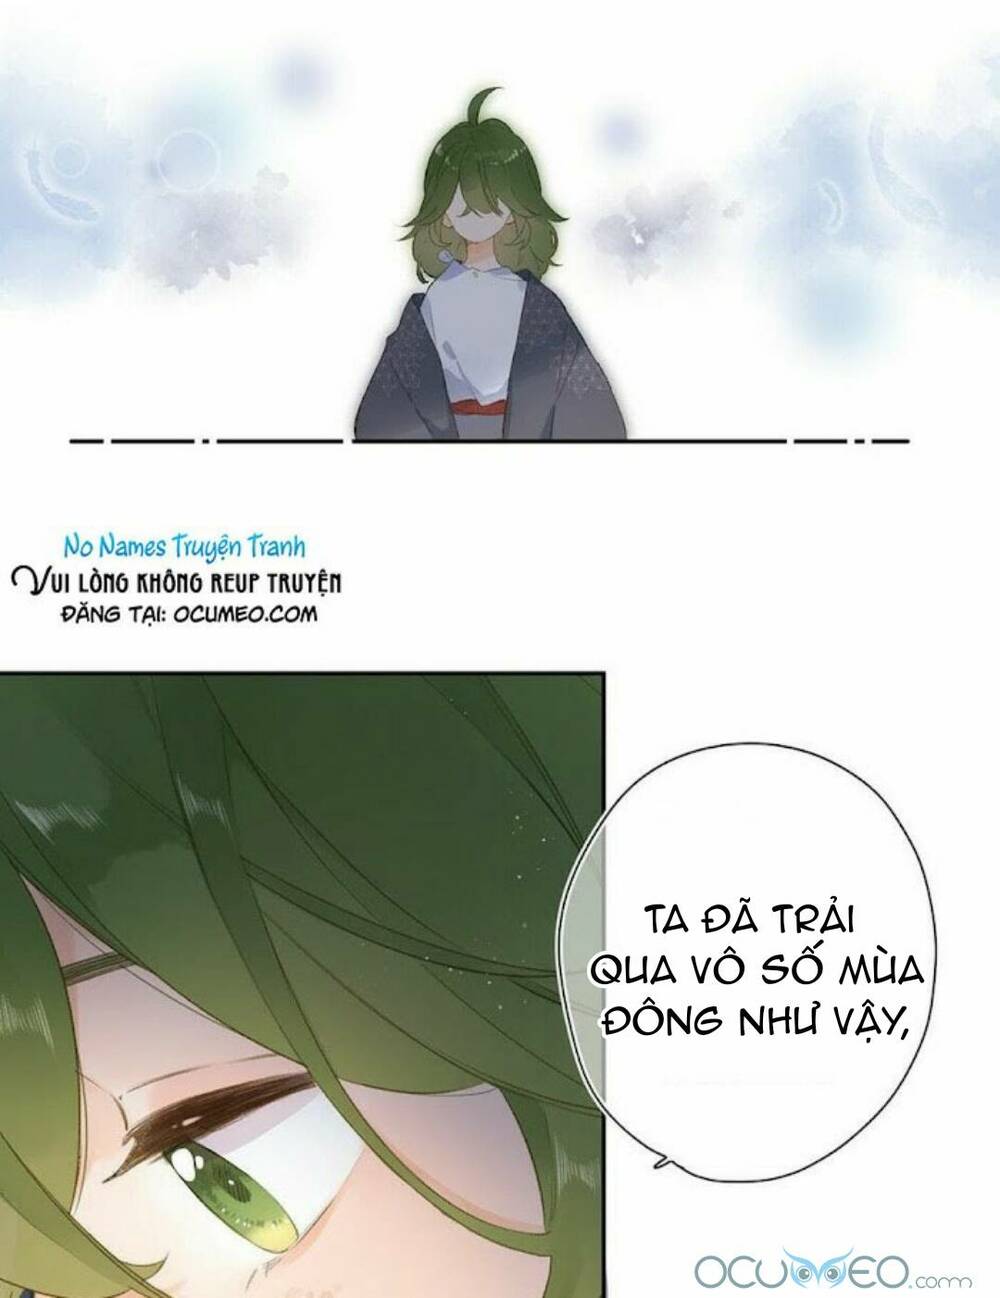 No Names Truyện Tranh
VUI LÒNG KHÔNG REUP TRUYỆN
ĐĂNG TẠI: OCUMEO.COM
TA ĐÃ TRẢI
QUA VÔ SỐ MÙA
ĐÔNG NHƯ VẬY,
OCUMEO.com